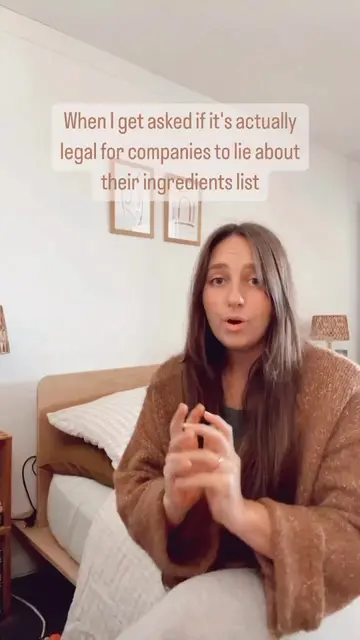 When I get asked if it's actually
legal for companies to lie about
their ingredients list